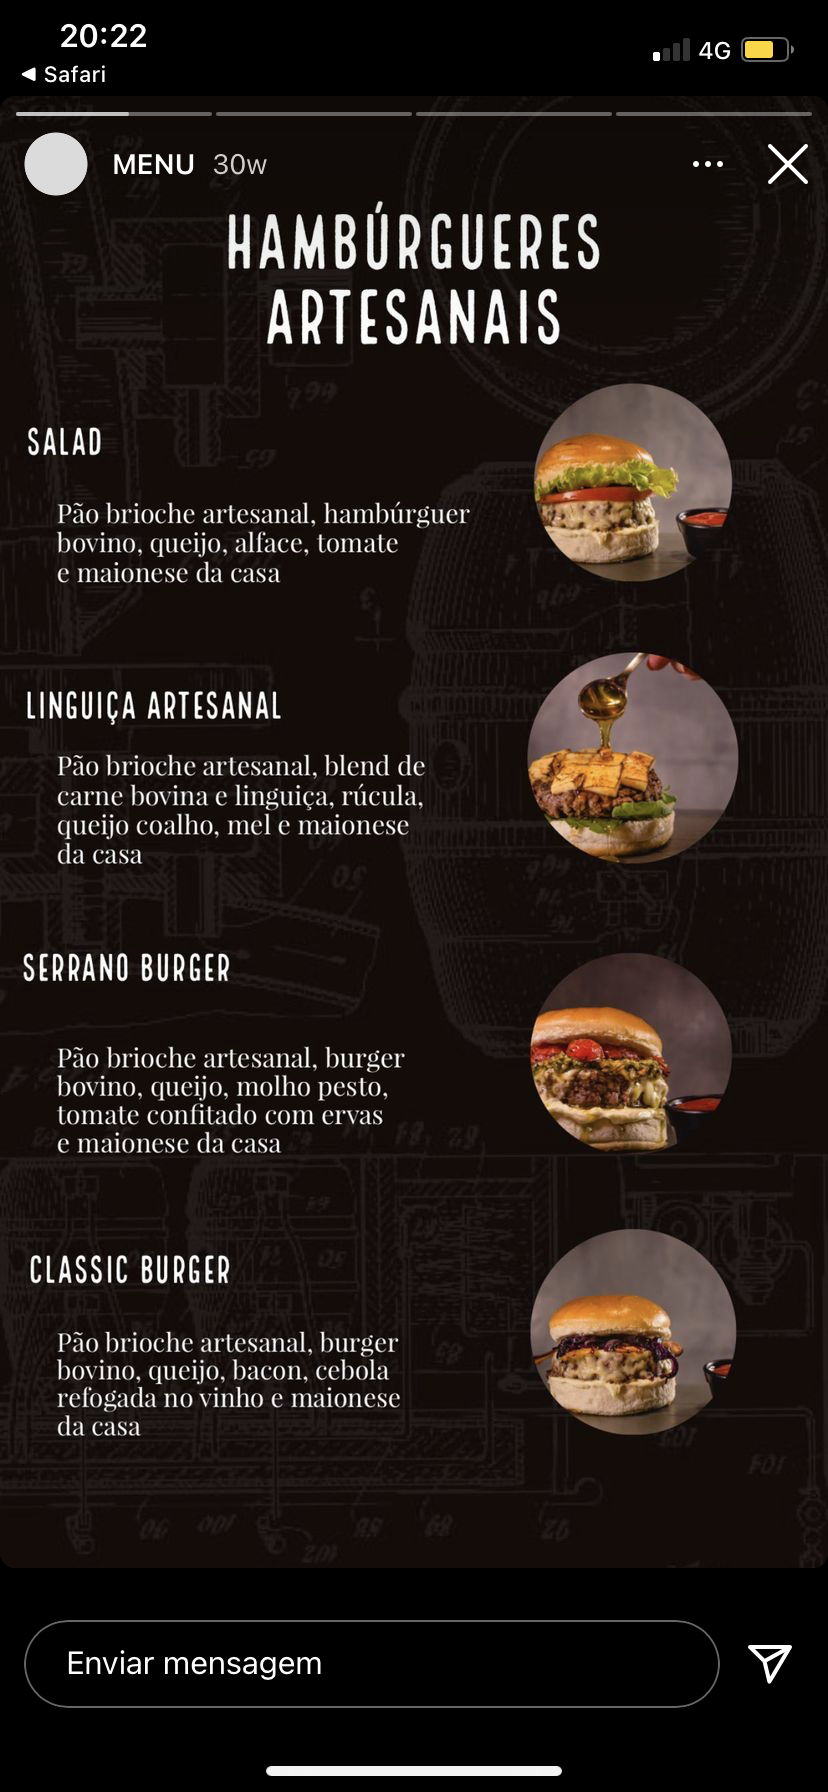 20:22
4G
◀ Safari
MENU 30w
HAMBÚRGUERES
ARTESANAIS
SALAD
Pão brioche artesanal, hambúrguer
bovino, queijo, alface, tomate
e maionese da casa
LINGUIÇA ARTESANAL
Pão brioche artesanal, blend de
carne bovina e linguiça, rúcula,
queijo coalho, mel e maionese
da casa
SERRANO BURGER
Pão brioche artesanal, burger
bovino, queijo, molho pesto,
tomate confitado com ervas
e maionese da casa
CLASSIC BURGER
Pão brioche artesanal, burger
bovino, queijo, bacon, cebola
refogada no vinho e maionese
da casa
Enviar mensagem